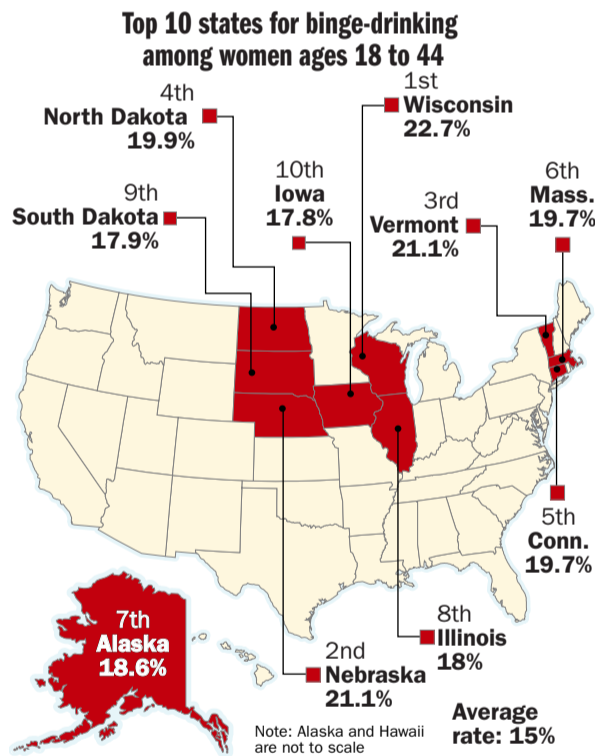 Top 10 states for binge-drinking
among women ages 18 to 44
4th
North Dakota
19.9%
1st
Wisconsin
22.7%
9th
South Dakota
17.9%
10th
Iowa
17.8%
3rd
Vermont
21.1%
6th
Mass.
19.7%
5th
Conn.
19.7%
7th
Alaska
18.6%
8th
Illinois
18%
2nd
Nebraska
21.1%
Note: Alaska and Hawaii
are not to scale
Average
rate: 15%